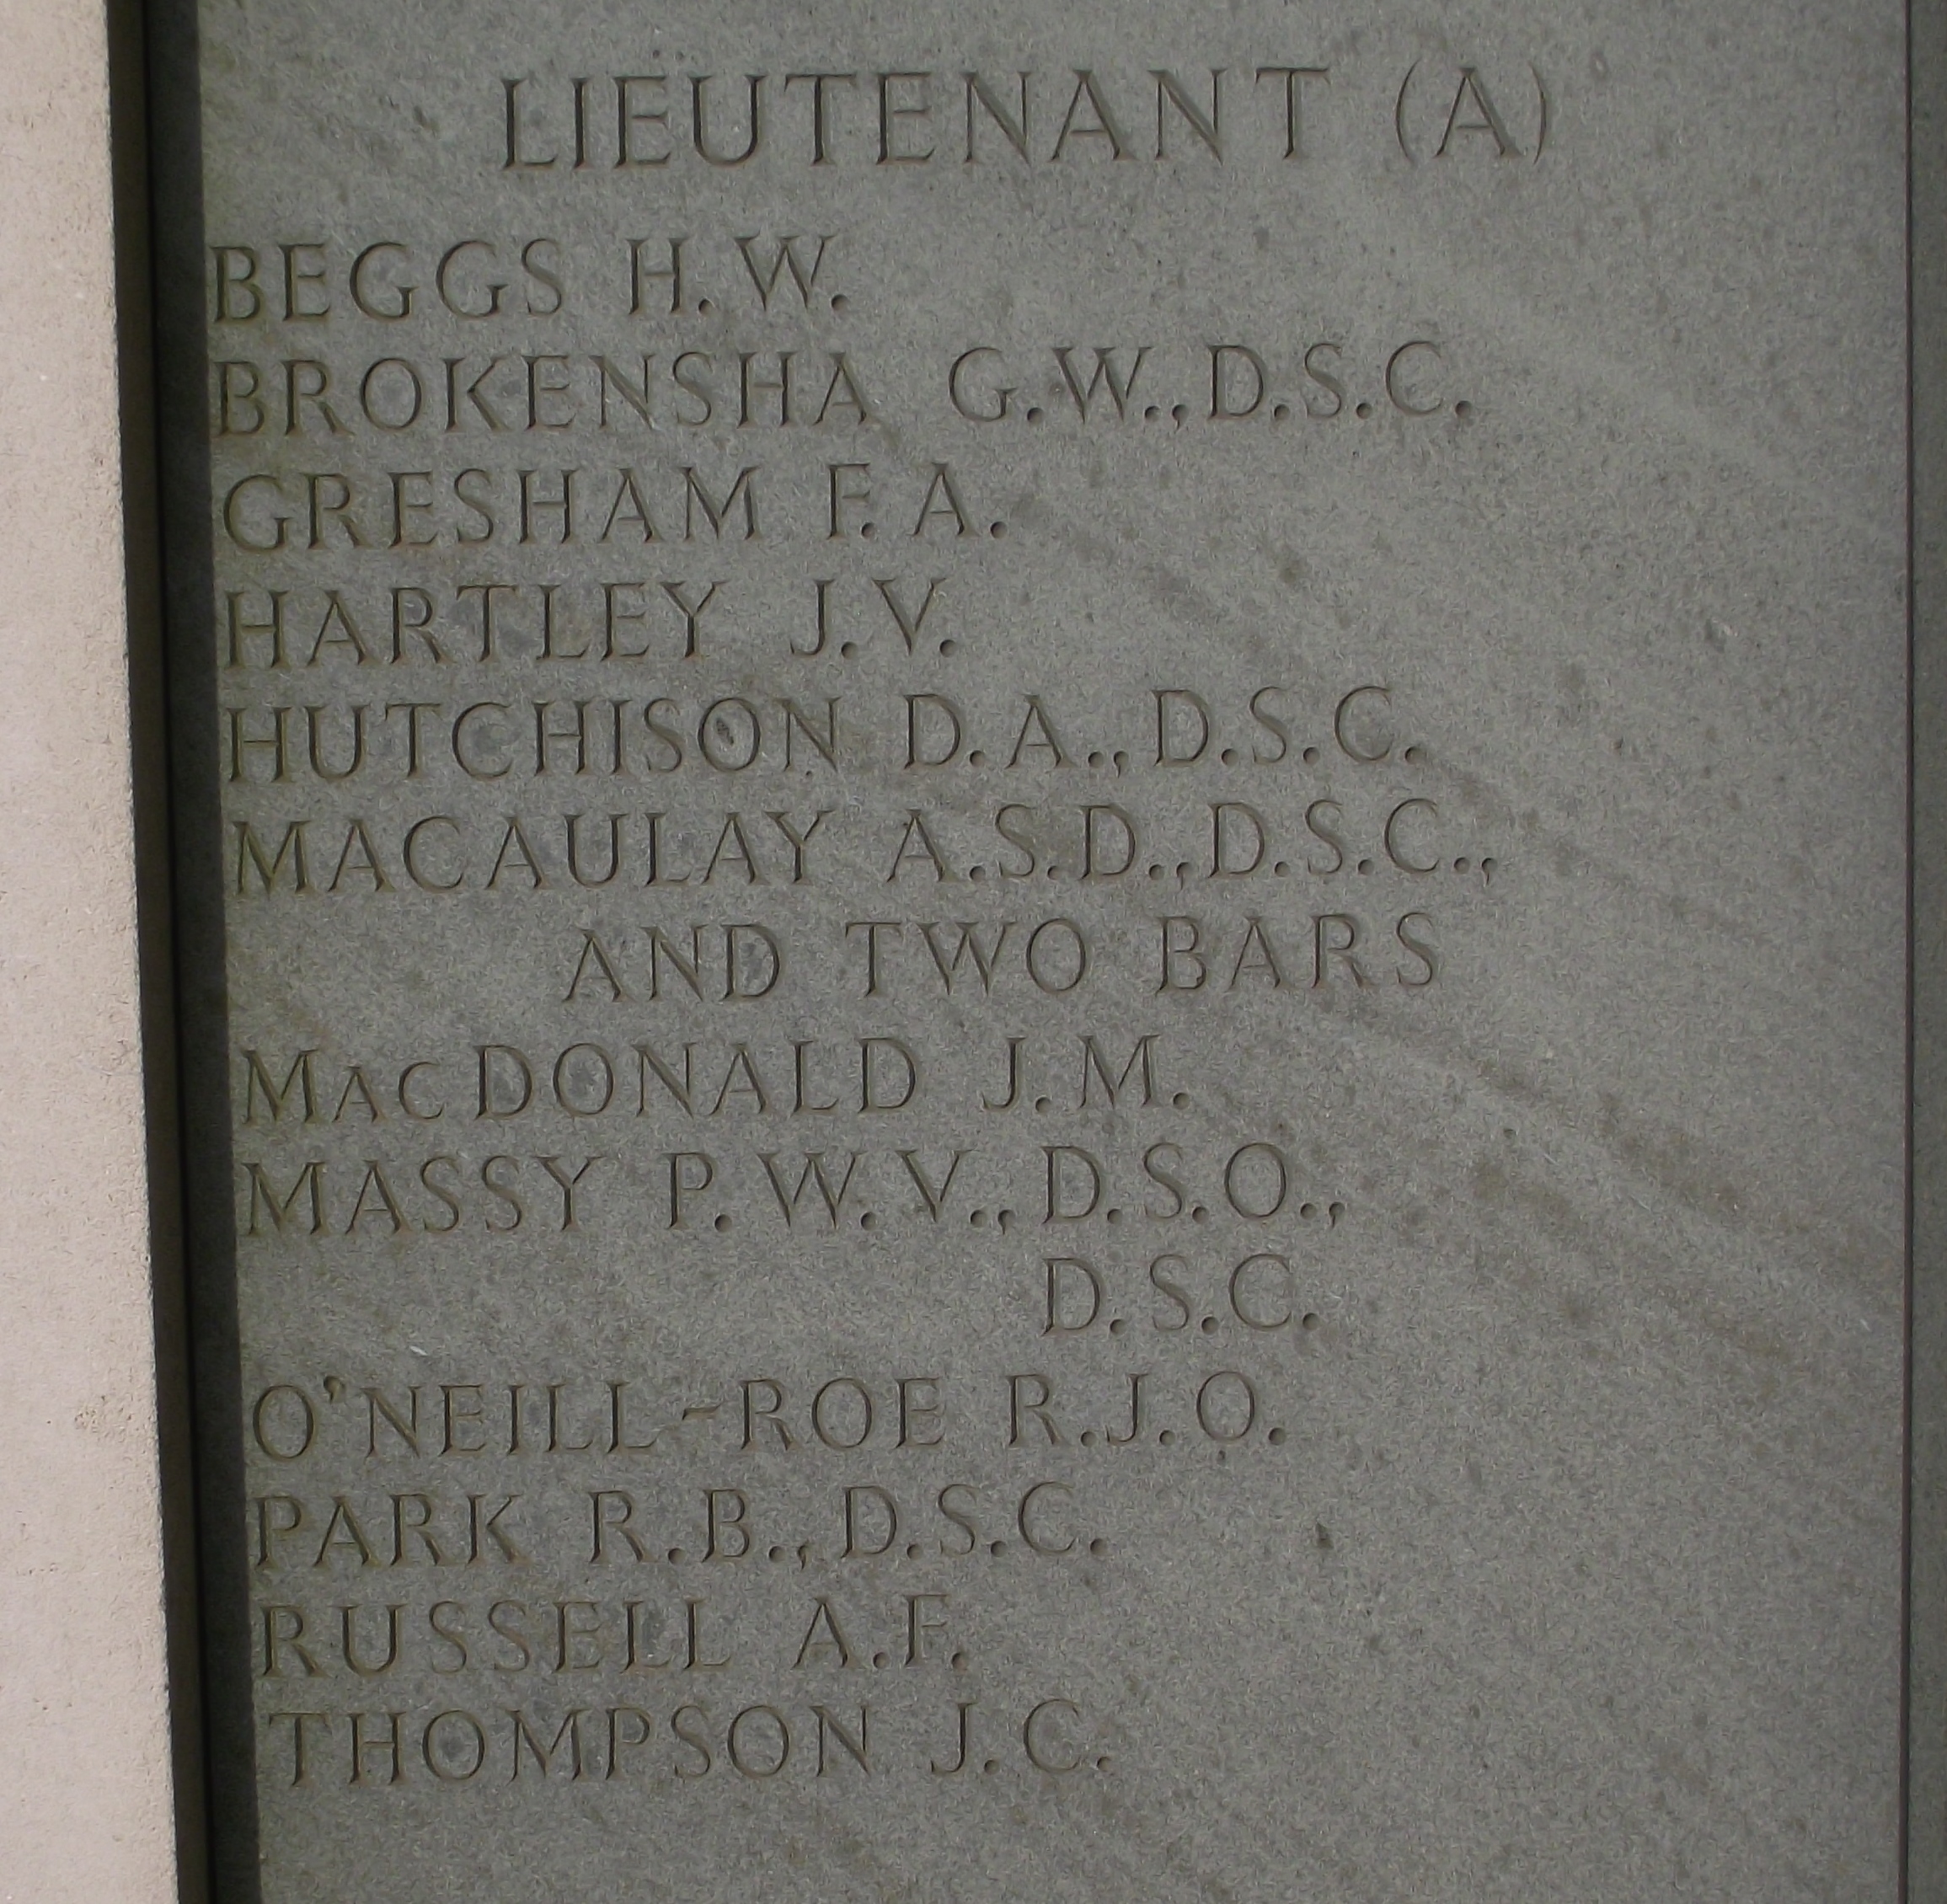 LIEUTENANT (A)
BEGGS H.W.
BROKENSHA G.W., D.S.C.
GRESHAM F.A.
HARTLEY J.V.
HUTCHISON D.A., D.S.C.
MACAULAY A.S.D., D.S.C.,
AND TWO BARS
MacDONALD J.M.
MASSY P.W.V., D.S.O.,
D.S.C.
O'NEILL-ROE R.J.O.
PARK R.B., D.S.C.
RUSSELL A.F.
THOMPSON J.C.